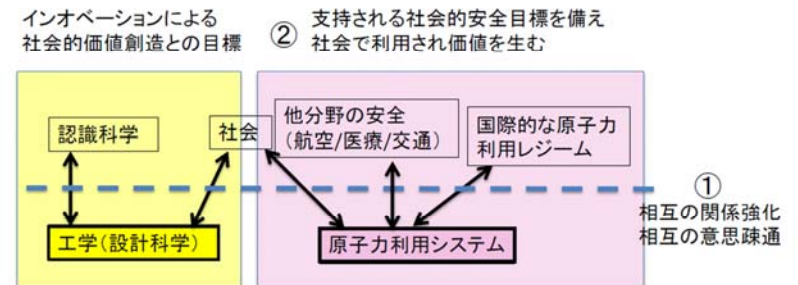 インオベーションによる
社会的価値創造との目標
②
支持される社会的安全目標を備え
社会で利用され価値を生む
認識科学
社会
他分野の安全
(航空/医療/交通)
国際的な原子力
利用レジーム
①
相互の関係強化
相互の意思疎通
工学(設計科学)
原子力利用システム